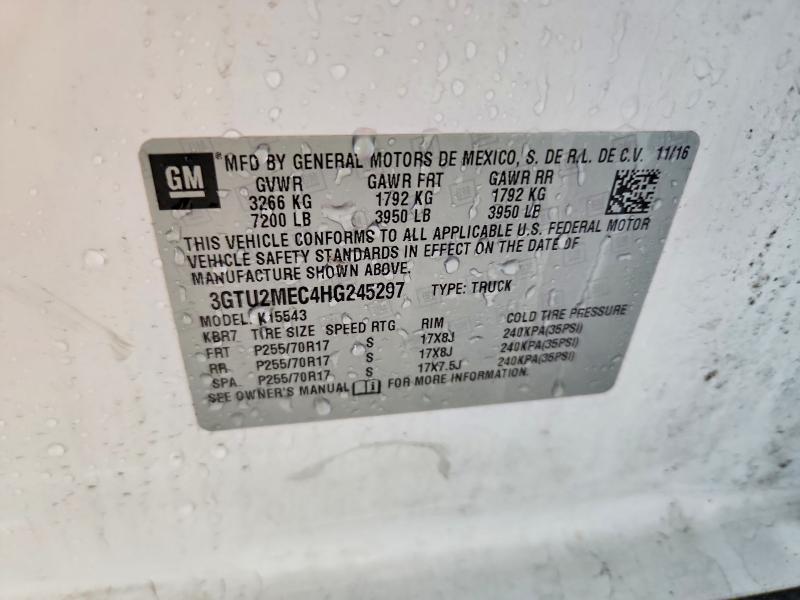 GM ® MFD BY GENERAL MOTORS DE MEXICO, S. DE R.L. DE C.V. 11/16
GVWR GAWR FRT GAWR RR
3266 KG 1792 KG 1792 KG
7200 LB 3950 LB 3950 LB
THIS VEHICLE CONFORMS TO ALL APPLICABLE U.S. FEDERAL MOTOR
VEHICLE SAFETY STANDARDS IN EFFECT ON THE DATE OF
MANUFACTURE SHOWN ABOVE.
3GTU2MEC4HG245297 TYPE: TRUCK
MODEL: K15543
KBR7 TIRE SIZE SPEED RTG RIM COLD TIRE PRESSURE
FRT P255/70R17 S 17X8J 240KPA(35PSI)
RR P255/70R17 S 17X8J 240KPA(35PSI)
SPA P255/70R17 S 17X7.5J 240KPA(35PSI)
SEE OWNER'S MANUAL FOR MORE INFORMATION.